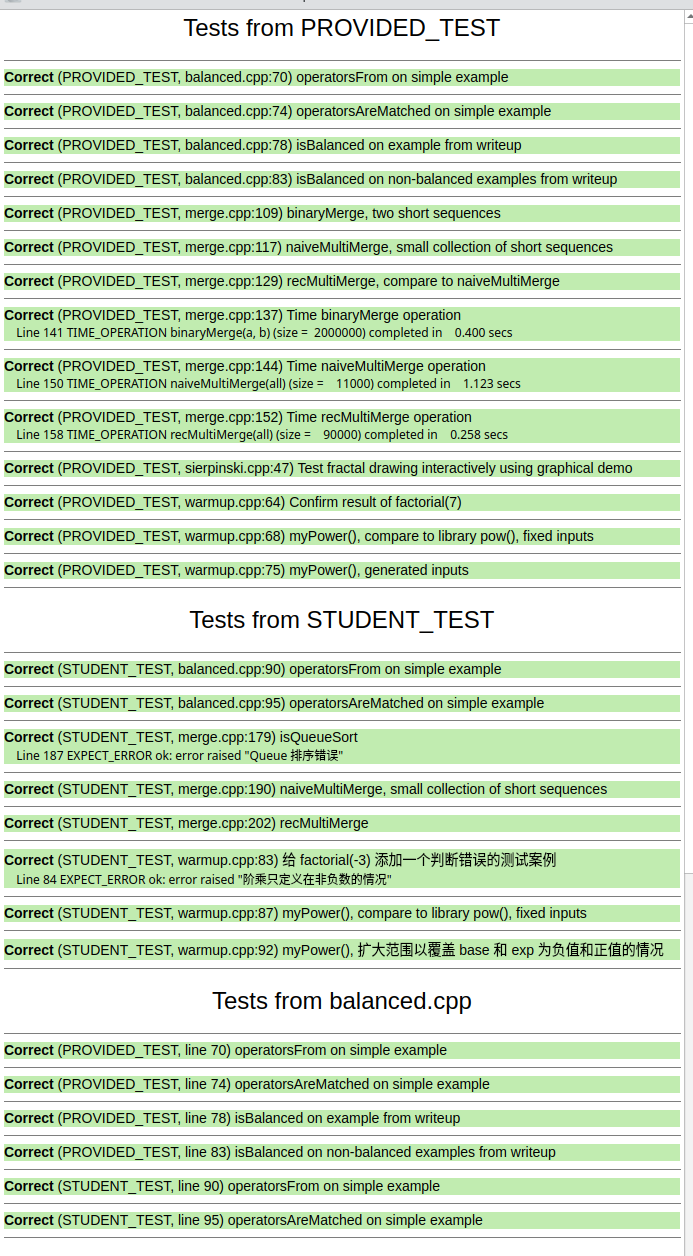 Tests from PROVIDED_TEST
Correct (PROVIDED_TEST, balanced.cpp:70) operatorsFrom on simple example
Correct (PROVIDED_TEST, balanced.cpp:74) operatorsAreMatched on simple example
Correct (PROVIDED_TEST, balanced.cpp:78) isBalanced on example from writeup
Correct (PROVIDED_TEST, balanced.cpp:83) isBalanced on non-balanced examples from writeup
Correct (PROVIDED_TEST, merge.cpp:109) binaryMerge, two short sequences
Correct (PROVIDED_TEST, merge.cpp:117) naiveMultiMerge, small collection of short sequences
Correct (PROVIDED_TEST, merge.cpp:129) recMultiMerge, compare to naiveMultiMerge
Correct (PROVIDED_TEST, merge.cpp:137) Time binaryMerge operation
Line 141 TIME_OPERATION binaryMerge(a, b) (size = 2000000) completed in 0.400 secs
Correct (PROVIDED_TEST, merge.cpp:144) Time naiveMultiMerge operation
Line 150 TIME_OPERATION naiveMultiMerge(all) (size = 11000) completed in 1.123 secs
Correct (PROVIDED_TEST, merge.cpp:152) Time recMultiMerge operation
Line 158 TIME_OPERATION recMultiMerge(all) (size = 90000) completed in 0.258 secs
Correct (PROVIDED_TEST, sierpinski.cpp:47) Test fractal drawing interactively using graphical demo
Correct (PROVIDED_TEST, warmup.cpp:64) Confirm result of factorial(7)
Correct (PROVIDED_TEST, warmup.cpp:68) myPower(), compare to library pow(), fixed inputs
Correct (PROVIDED_TEST, warmup.cpp:75) myPower(), generated inputs
Tests from STUDENT_TEST
Correct (STUDENT_TEST, balanced.cpp:90) operatorsFrom on simple example
Correct (STUDENT_TEST, balanced.cpp:95) operatorsAreMatched on simple example
Correct (STUDENT_TEST, merge.cpp:179) isQueueSort
Line 187 EXPECT_ERROR ok: error raised "Queue 排序错误"
Correct (STUDENT_TEST, merge.cpp:190) naiveMultiMerge, small collection of short sequences
Correct (STUDENT_TEST, merge.cpp:202) recMultiMerge
Correct (STUDENT_TEST, warmup.cpp:83) 给 factorial(-3) 添加一个判断错误的测试案例
Line 84 EXPECT_ERROR ok: error raised "阶乘只定义在非负数的情况"
Correct (STUDENT_TEST, warmup.cpp:87) myPower(), compare to library pow(), fixed inputs
Correct (STUDENT_TEST, warmup.cpp:92) myPower(), 扩大范围以覆盖 base 和 exp 为负值和正值的情况
Tests from balanced.cpp
Correct (PROVIDED_TEST, line 70) operatorsFrom on simple example
Correct (PROVIDED_TEST, line 74) operatorsAreMatched on simple example
Correct (PROVIDED_TEST, line 78) isBalanced on example from writeup
Correct (PROVIDED_TEST, line 83) isBalanced on non-balanced examples from writeup
Correct (STUDENT_TEST, line 90) operatorsFrom on simple example
Correct (STUDENT_TEST, line 95) operatorsAreMatched on simple example